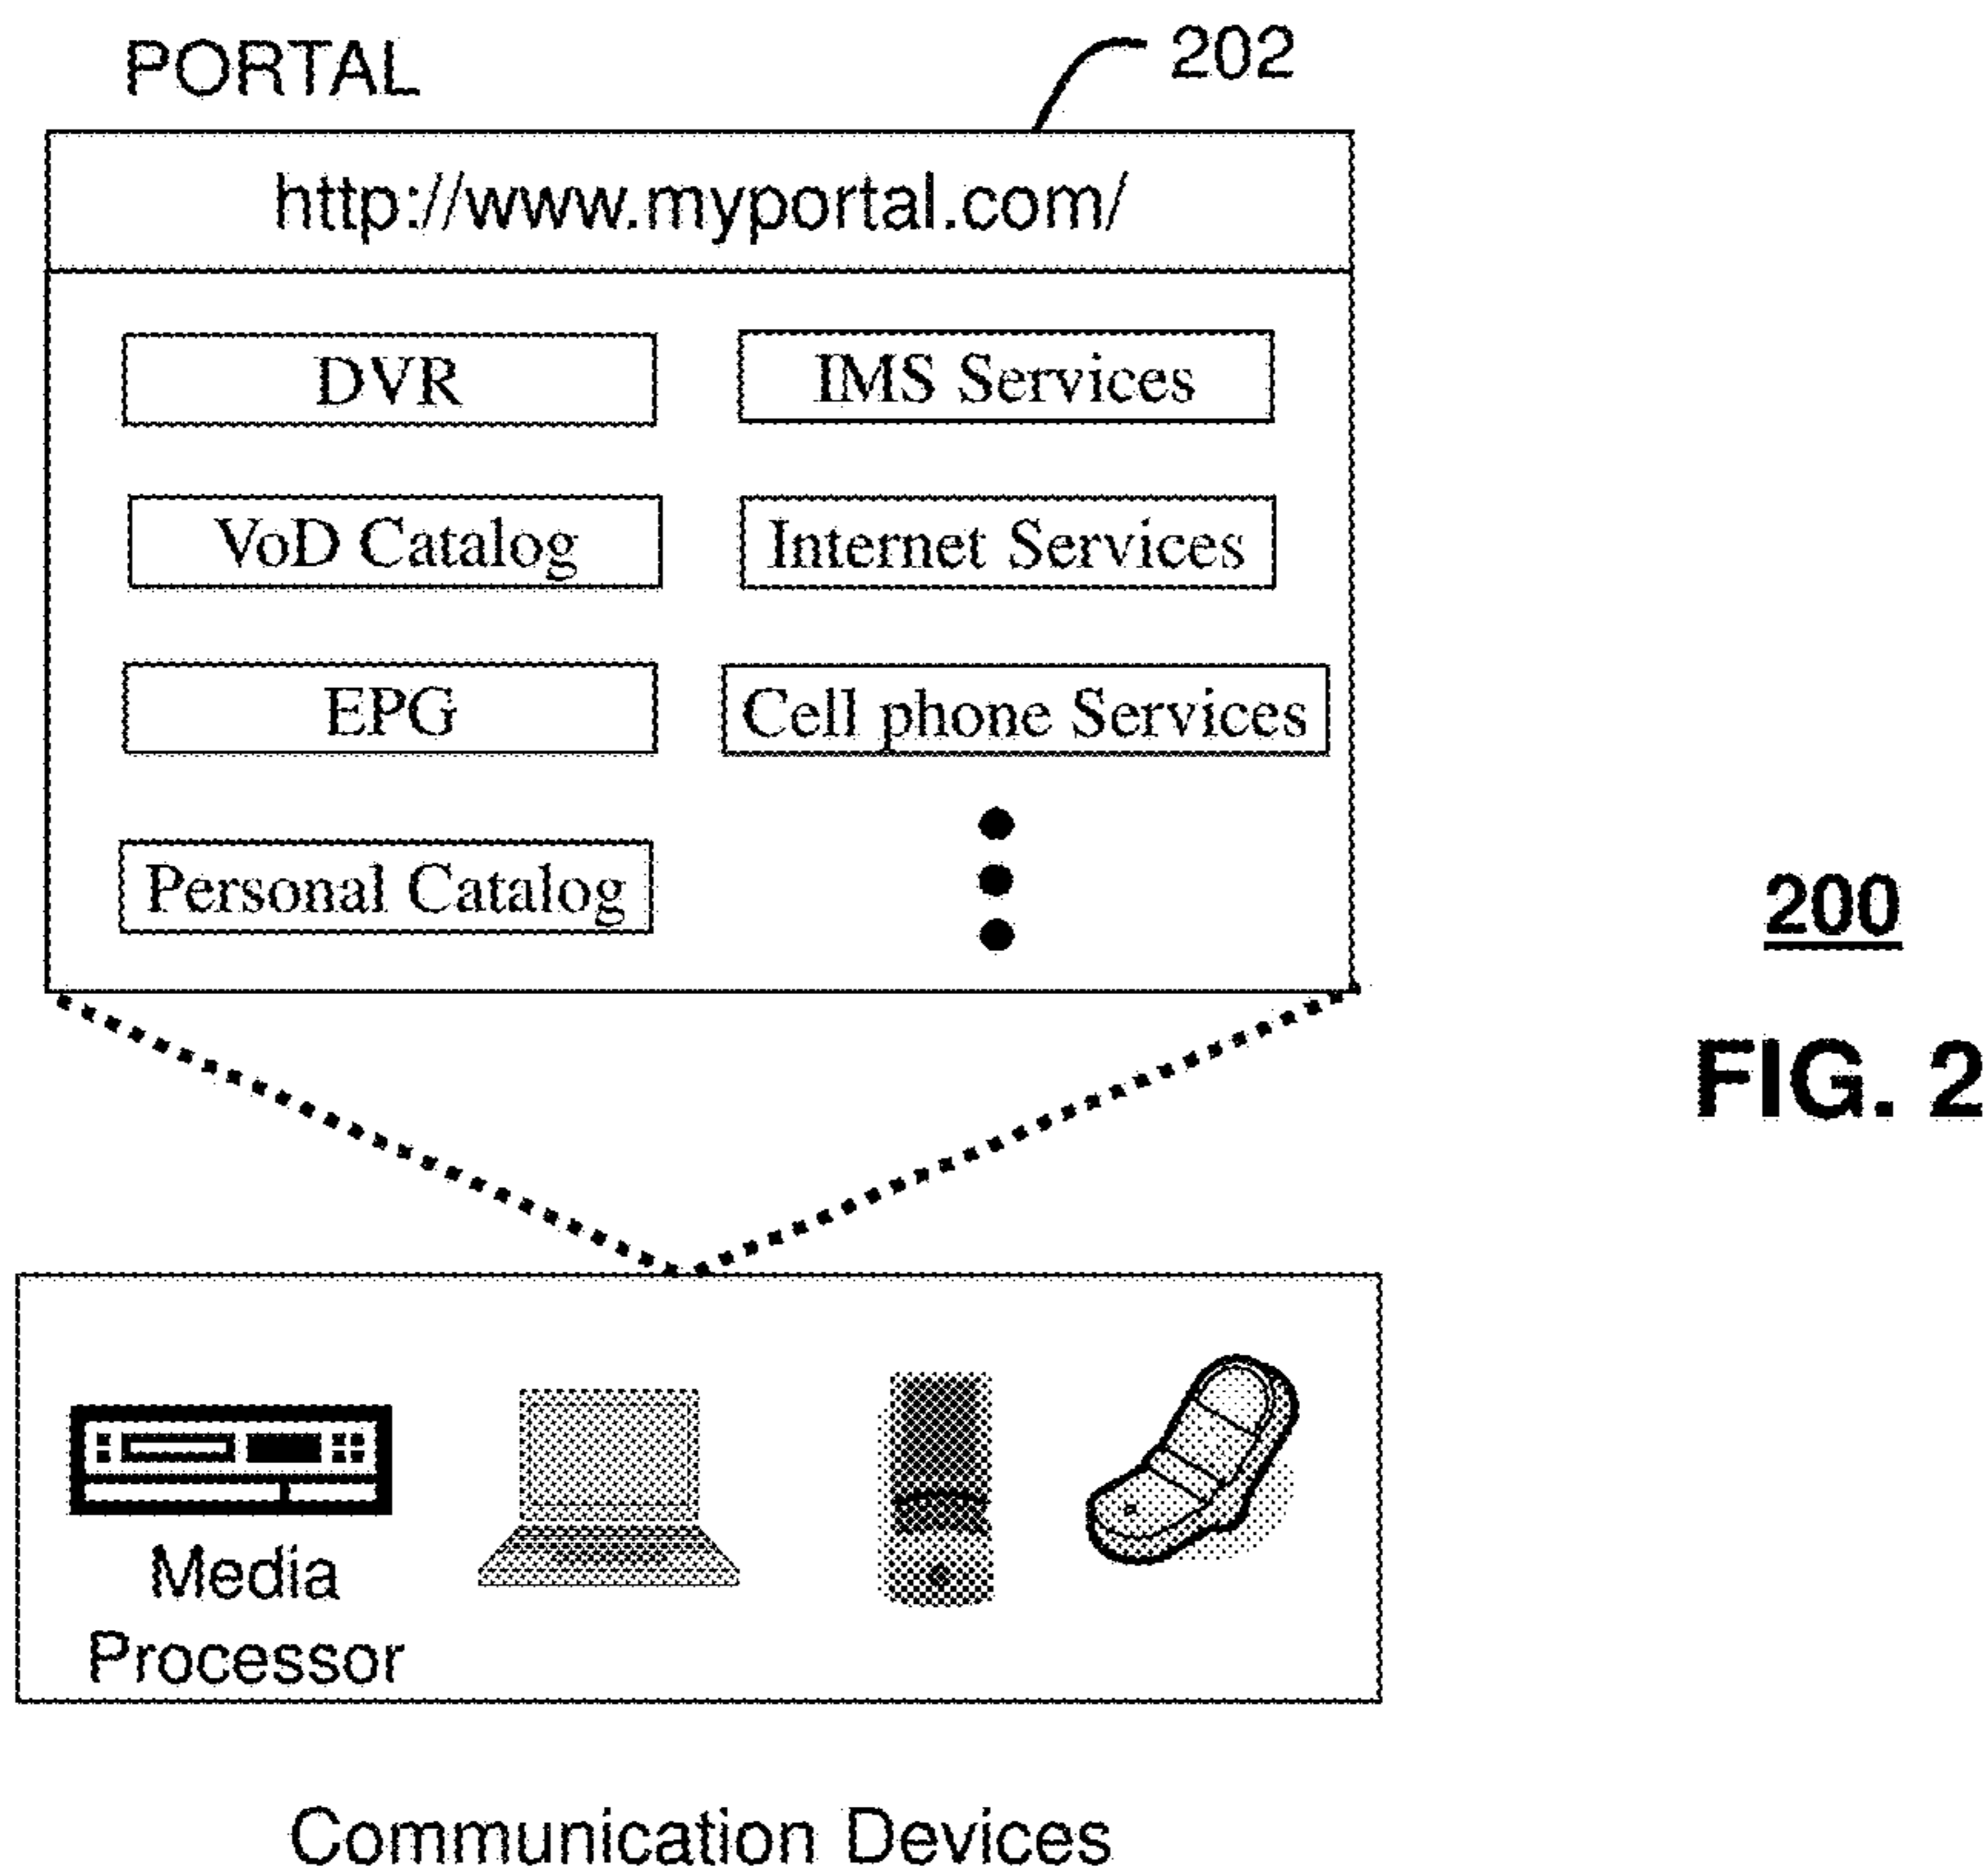 PORTAL
202
http://www.myportal.com/
DVR
IMS Services
VoD Catalog
Internet Services
EPG
Cell phone Services
Personal Catalog
200
FIG. 2
Media
Processor
Communication Devices